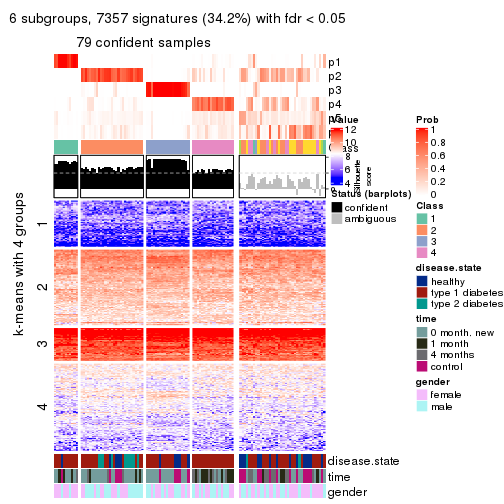 6 subgroups, 7357 signatures (34.2%) with fdr < 0.05
79 confident samples
p1
p2
p3
p4
Value
12
10
8
6
4
Silhouette
score
Status (barplots)
confident
ambiguous
Prob
1
0.8
0.6
0.4
0.2
0
Class
1
2
3
4
disease.state
healthy
type 1 diabetes
type 2 diabetes
time
0 month. new
1 month
4 months
control
gender
female
male
k-means with 4 groups
1
2
3
4
disease.state
time
gender